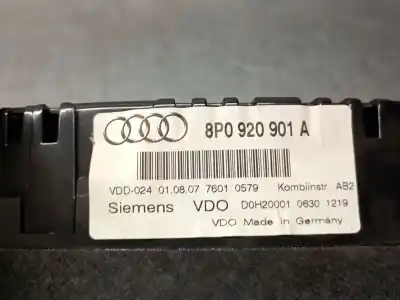 8P0 920 901 A
VDD-024 01.08.07 7601 0579 Kombiinstr AB2
Siemens VDO D0H20001 0630 1219
VDO Made in Germany